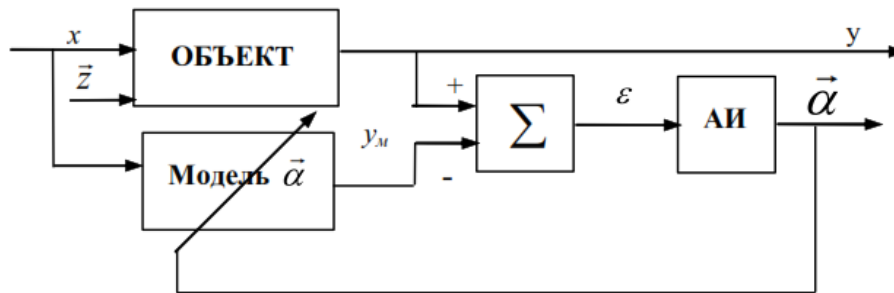 x
ОБЪЕКТ
y
z⃗
+
ε
α⃗
Σ
АИ
yм
Модель α⃗
-